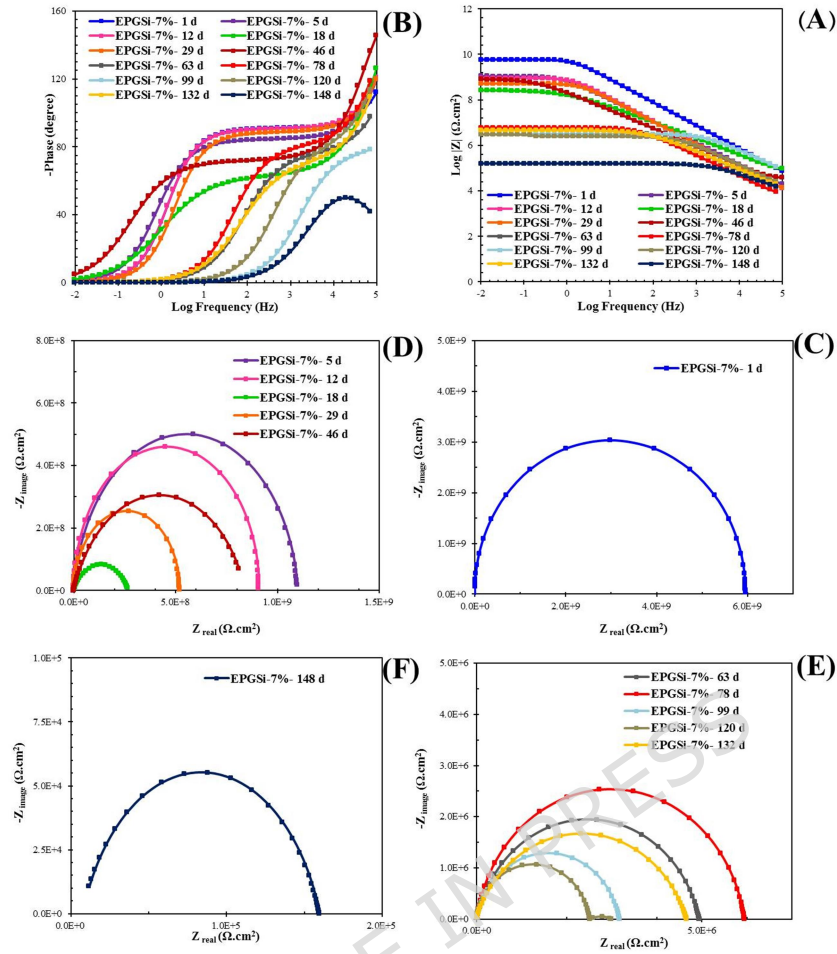 (B)
EPGSi-7%- 1 d
EPGSi-7%- 5 d
EPGSi-7%- 12 d
EPGSi-7%- 18 d
EPGSi-7%- 29 d
EPGSi-7%- 46 d
EPGSi-7%- 63 d
EPGSi-7%- 78 d
EPGSi-7%- 99 d
EPGSi-7%- 120 d
EPGSi-7%- 132 d
EPGSi-7%- 148 d
160
120
80
40
0
-Phase (degree)
-2 -1 0 1 2 3 4 5
Log Frequency (Hz)
(A)
12
10
8
6
4
2
0
Log |Z| (Ω.cm²)
EPGSi-7%- 1 d
EPGSi-7%- 5 d
EPGSi-7%- 12 d
EPGSi-7%- 18 d
EPGSi-7%- 29 d
EPGSi-7%- 46 d
EPGSi-7%- 63 d
EPGSi-7%-78 d
EPGSi-7%- 99 d
EPGSi-7%- 120 d
EPGSi-7%- 132 d
EPGSi-7%- 148 d
-2 -1 0 1 2 3 4 5
Log Frequency (Hz)
(D)
EPGSi-7%- 5 d
EPGSi-7%- 12 d
EPGSi-7%- 18 d
EPGSi-7%- 29 d
EPGSi-7%- 46 d
8.0E+8
6.0E+8
4.0E+8
2.0E+8
0.0E+0
-Z image (Ω.cm²)
0.0E+0 5.0E+8 1.0E+9 1.5E+9
Z real (Ω.cm²)
(C)
EPGSi-7%- 1 d
5.0E+9
4.0E+9
3.0E+9
2.0E+9
1.0E+9
0.0E+0
-Z image (Ω.cm²)
0.0E+0 2.0E+9 4.0E+9 6.0E+9
Z real (Ω.cm²)
(F)
EPGSi-7%- 148 d
1.0E+5
7.5E+4
5.0E+4
2.5E+4
0.0E+0
-Z image (Ω.cm²)
0.0E+0 1.0E+5 2.0E+5
Z real (Ω.cm²)
(E)
EPGSi-7%- 63 d
EPGSi-7%- 78 d
EPGSi-7%- 99 d
EPGSi-7%- 120 d
EPGSi-7%- 132 d
5.0E+6
4.0E+6
3.0E+6
2.0E+6
1.0E+6
0.0E+0
-Z image (Ω.cm²)
0.0E+0 5.0E+6
Z real (Ω.cm²)
E IN PRESS